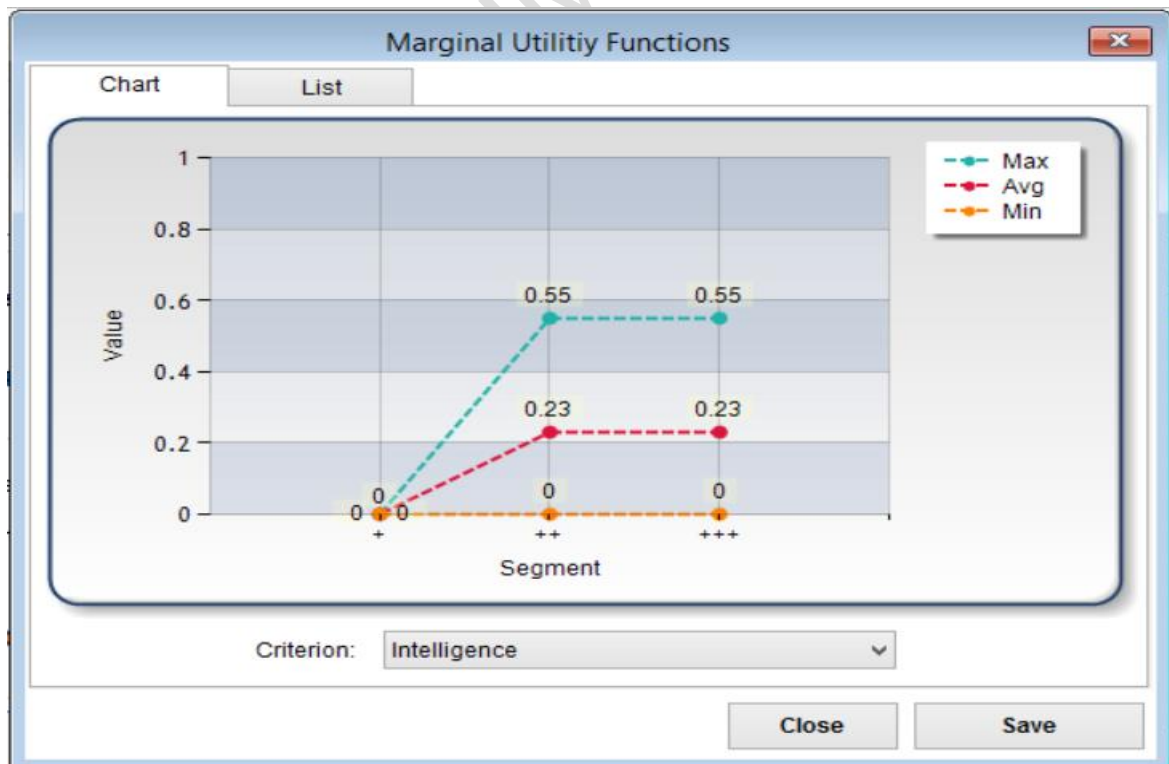 Marginal Utilitiy Functions
Chart List
Max
Avg
Min
1
0.8
0.6
0.4
0.2
0
Value
0.55 0.55
0.23 0.23
0 0 0
0 0
+ ++ +++
Segment
Criterion: Intelligence
Close Save